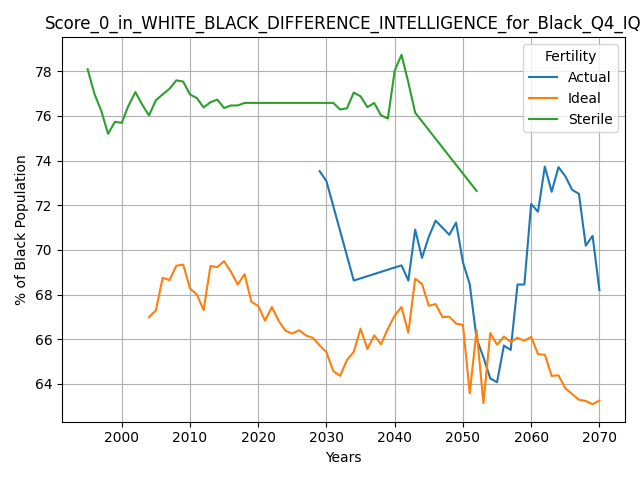 Score_0_in_WHITE_BLACK_DIFFERENCE_INTELLIGENCE_for_Black_Q4_IQ
Fertility
Actual
Ideal
Sterile
% of Black Population
78
76
74
72
70
68
66
64
2000
2010
2020
2030
2040
2050
2060
2070
Years